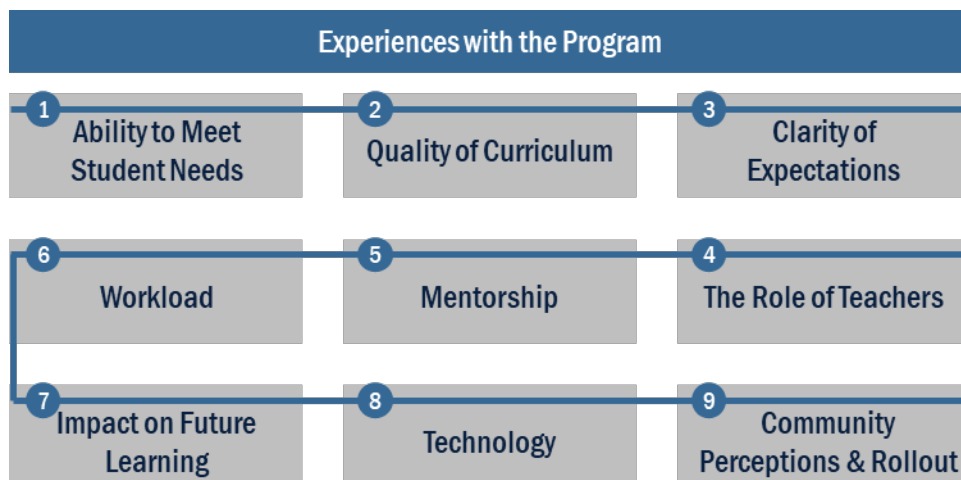 Experiences with the Program
1
Ability to Meet
Student Needs
2
Quality of Curriculum
3
Clarity of
Expectations
6
Workload
5
Mentorship
4
The Role of Teachers
7
Impact on Future
Learning
8
Technology
9
Community
Perceptions & Rollout